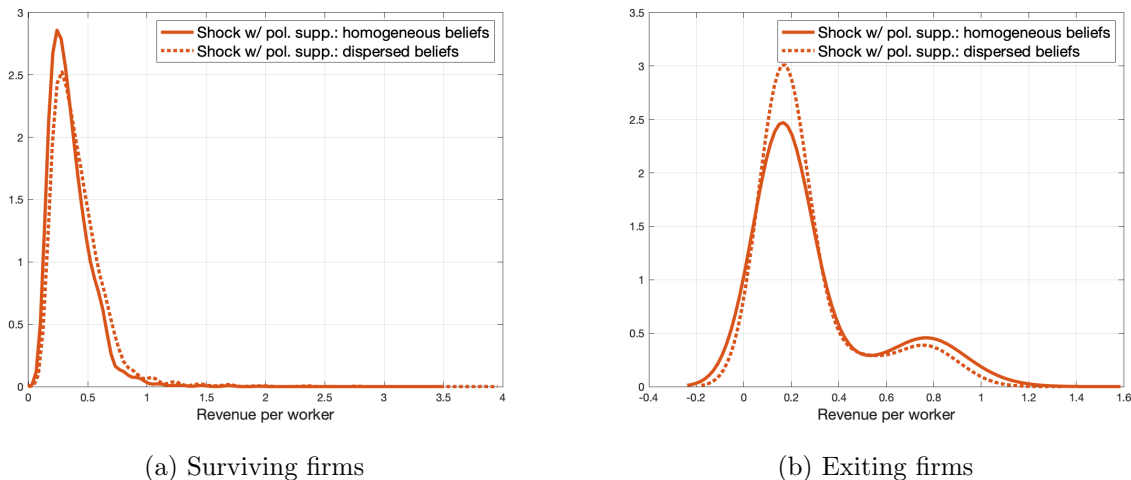 Shock w/ pol. supp.: homogeneous beliefs
Shock w/ pol. supp.: dispersed beliefs
3
2.5
2
1.5
1
0.5
0
0 0.5 1 1.5 2 2.5 3 3.5 4
Revenue per worker
(a) Surviving firms
Shock w/ pol. supp.: homogeneous beliefs
Shock w/ pol. supp.: dispersed beliefs
3.5
3
2.5
2
1.5
1
0.5
0
-0.4 -0.2 0 0.2 0.4 0.6 0.8 1 1.2 1.4 1.6
Revenue per worker
(b) Exiting firms